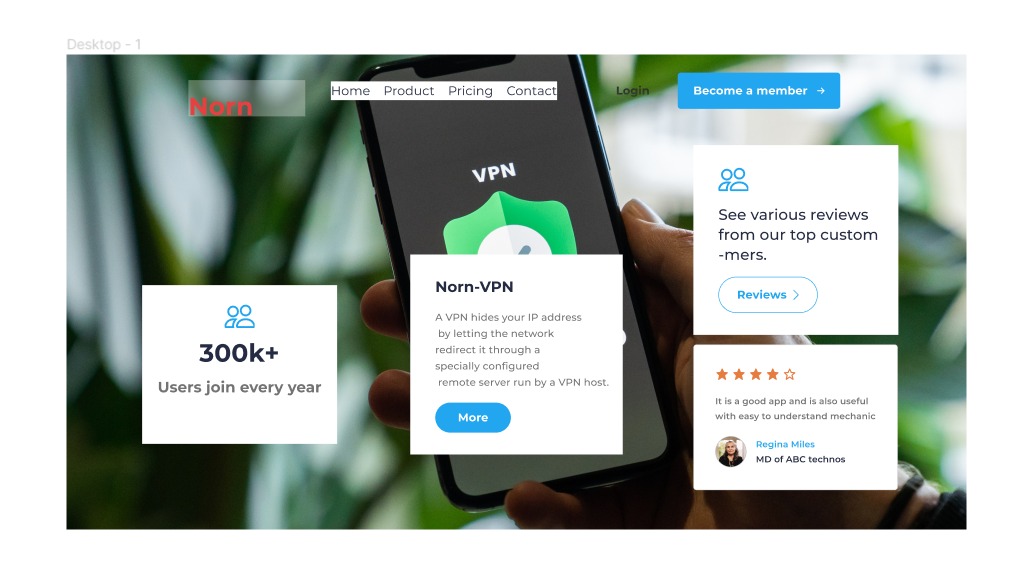 Desktop - 1
Norn
Home Product Pricing Contact
Login
Become a member
VPN
See various reviews
from our top custom
-mers.
Reviews
Norn-VPN
A VPN hides your IP address
by letting the network
redirect it through a
specially configured
remote server run by a VPN host.
More
300k+
Users join every year
It is a good app and is also useful
with easy to understand mechanic
Regina Miles
MD of ABC technos